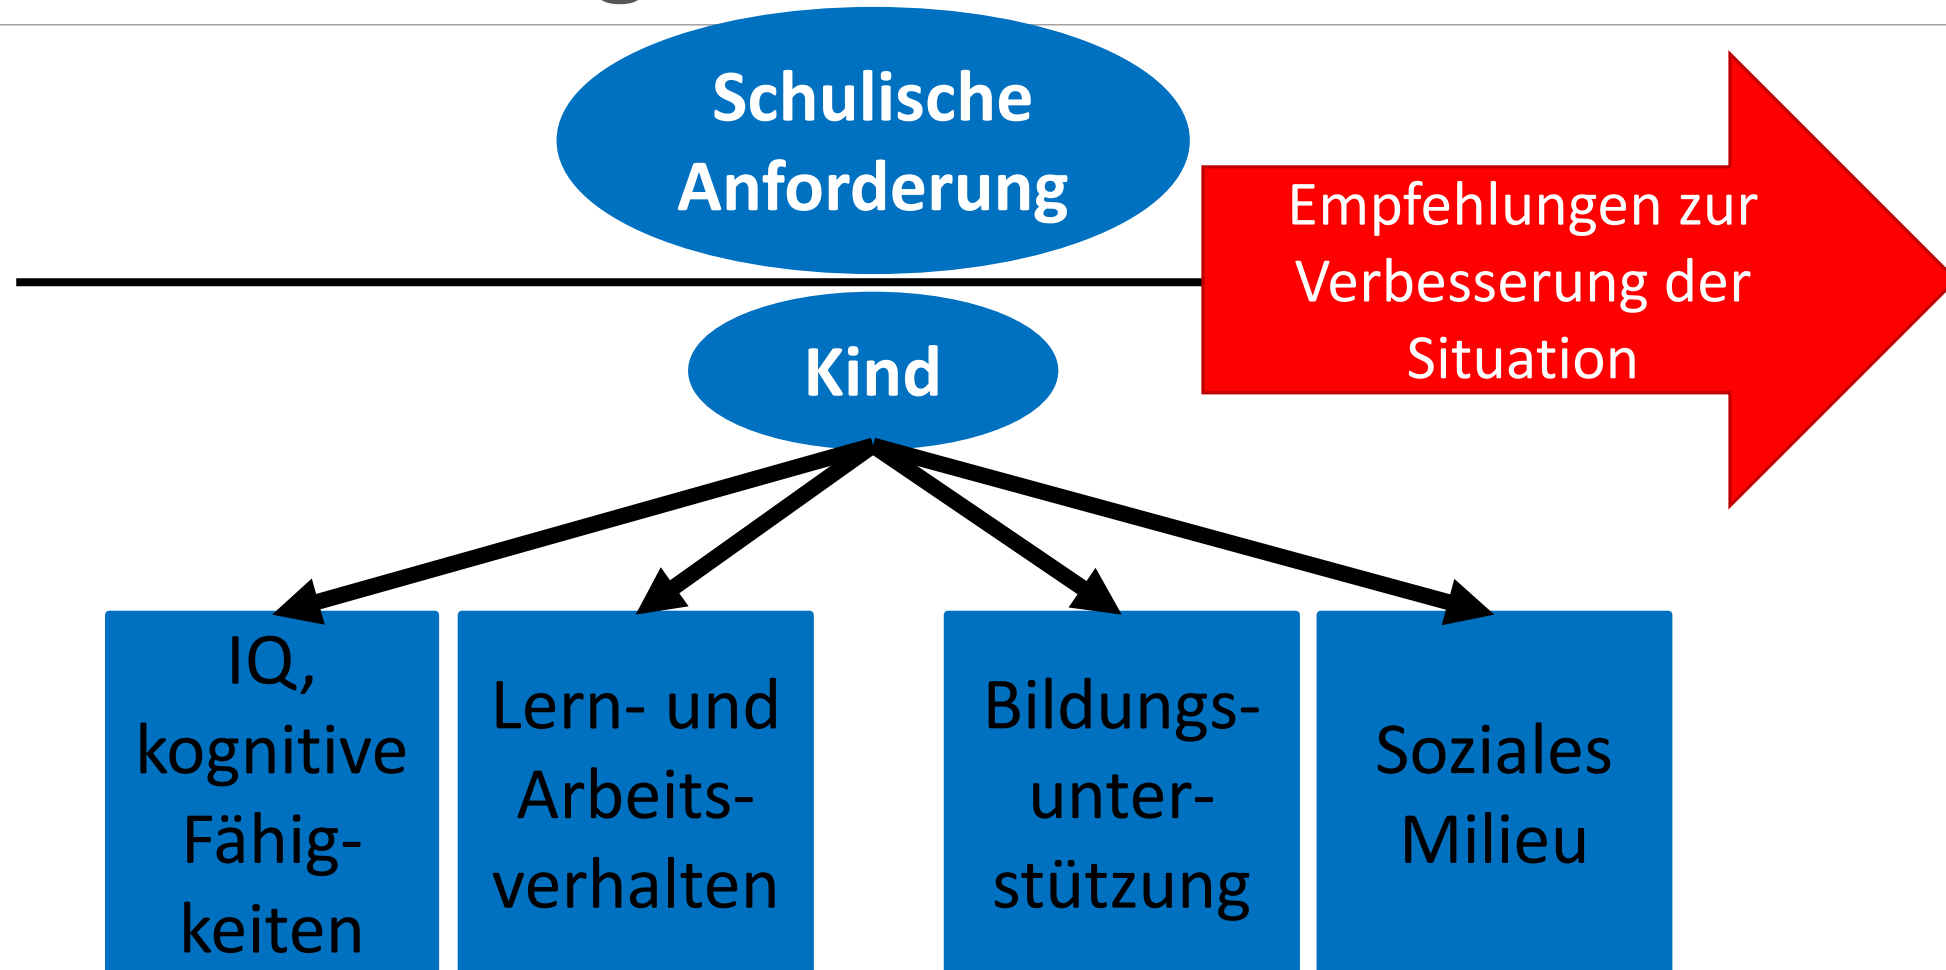 Schulische
Anforderung
Empfehlungen zur
Verbesserung der
Situation
Kind
IQ,
kognitive
Fähig-
keiten
Lern- und
Arbeits-
verhalten
Bildungs-
unter-
stützung
Soziales
Milieu